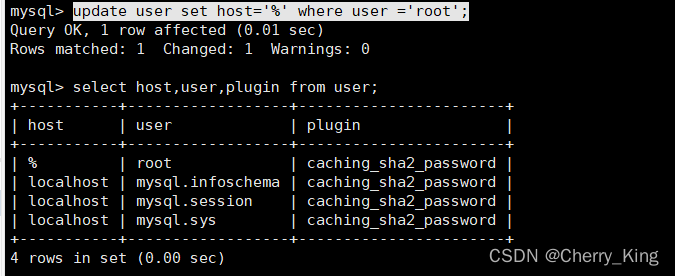 mysql> update user set host='%' where user ='root';
Query OK, 1 row affected (0.01 sec)
Rows matched: 1  Changed: 1  Warnings: 0
mysql> select host,user,plugin from user;
+-----------+------------------+-----------------------+
| host      | user             | plugin                |
+-----------+------------------+-----------------------+
| %         | root             | caching_sha2_password |
| localhost | mysql.infoschema | caching_sha2_password |
| localhost | mysql.session    | caching_sha2_password |
| localhost | mysql.sys        | caching_sha2_password |
+-----------+------------------+-----------------------+
4 rows in set (0.00 sec)
CSDN @Cherry_King